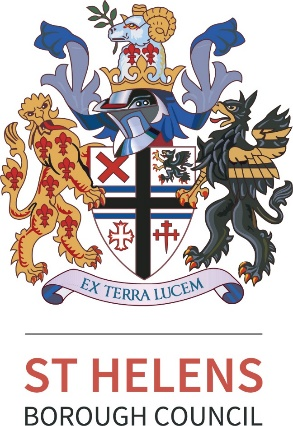 EX TERRA LUCEM
ST HELENS
BOROUGH COUNCIL